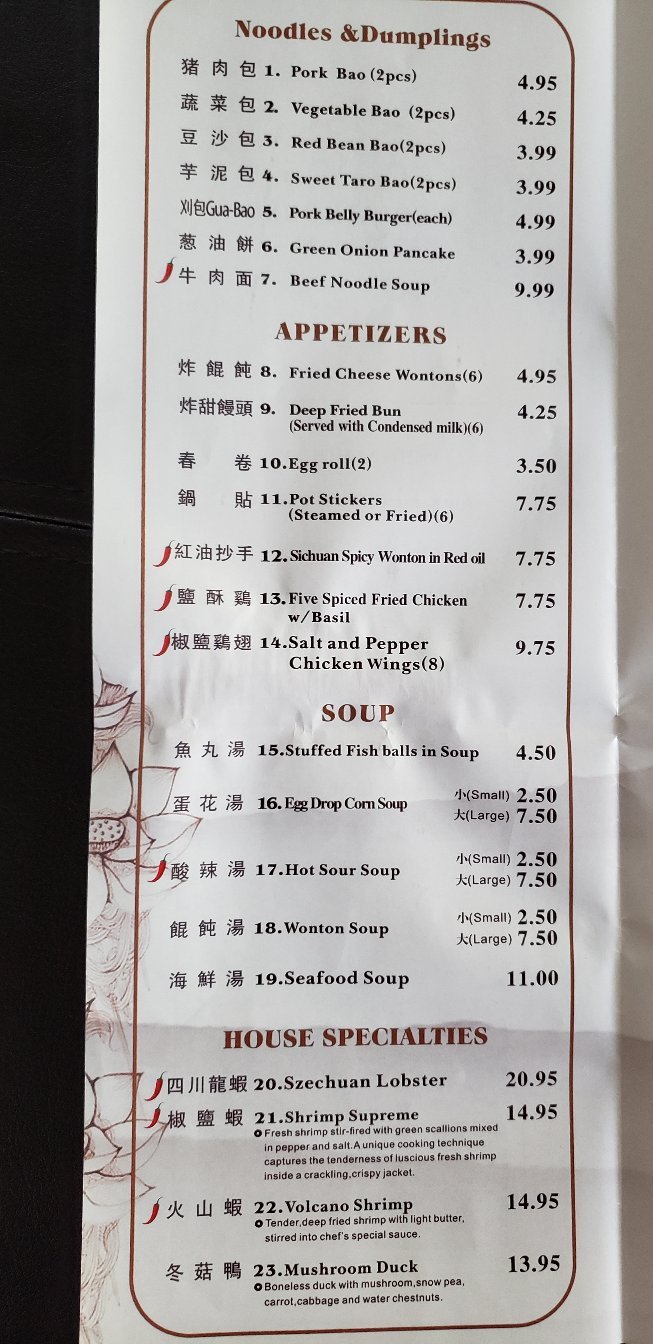 Noodles &Dumplings
猪肉包 1. Pork Bao (2pcs) 4.95
蔬菜包 2. Vegetable Bao (2pcs) 4.25
豆沙包 3. Red Bean Bao(2pcs) 3.99
芋泥包 4. Sweet Taro Bao(2pcs) 3.99
刈包Gua-Bao 5. Pork Belly Burger(each) 4.99
葱油餅 6. Green Onion Pancake 3.99
牛肉面 7. Beef Noodle Soup 9.99
APPETIZERS
炸餛飩 8. Fried Cheese Wontons(6) 4.95
炸甜饅頭 9. Deep Fried Bun 4.25
(Served with Condensed milk)(6)
春卷 10.Egg roll(2) 3.50
鍋貼 11.Pot Stickers 7.75
(Steamed or Fried)(6)
紅油抄手 12.Sichuan Spicy Wonton in Red oil 7.75
鹽酥鷄 13.Five Spiced Fried Chicken 7.75
w/Basil
椒鹽鷄翅 14.Salt and Pepper 9.75
Chicken Wings(8)
SOUP
魚丸湯 15.Stuffed Fish balls in Soup 4.50
蛋花湯 16.Egg Drop Corn Soup 小(Small) 2.50
大(Large) 7.50
酸辣湯 17.Hot Sour Soup 小(Small) 2.50
大(Large) 7.50
餛飩湯 18.Wonton Soup 小(Small) 2.50
大(Large) 7.50
海鮮湯 19.Seafood Soup 11.00
HOUSE SPECIALTIES
四川龍蝦 20.Szechuan Lobster 20.95
椒鹽蝦 21.Shrimp Supreme 14.95
Fresh shrimp stir-fired with green scallions mixed
in pepper and salt.A unique cooking technique
captures the tenderness of luscious fresh shrimp
inside a crackling,crispy jacket.
火山蝦 22.Volcano Shrimp 14.95
Tender,deep fried shrimp with light butter,
stirred into chef's special sauce.
冬菇鴨 23.Mushroom Duck 13.95
Boneless duck with mushroom,snow pea,
carrot,cabbage and water chestnuts.